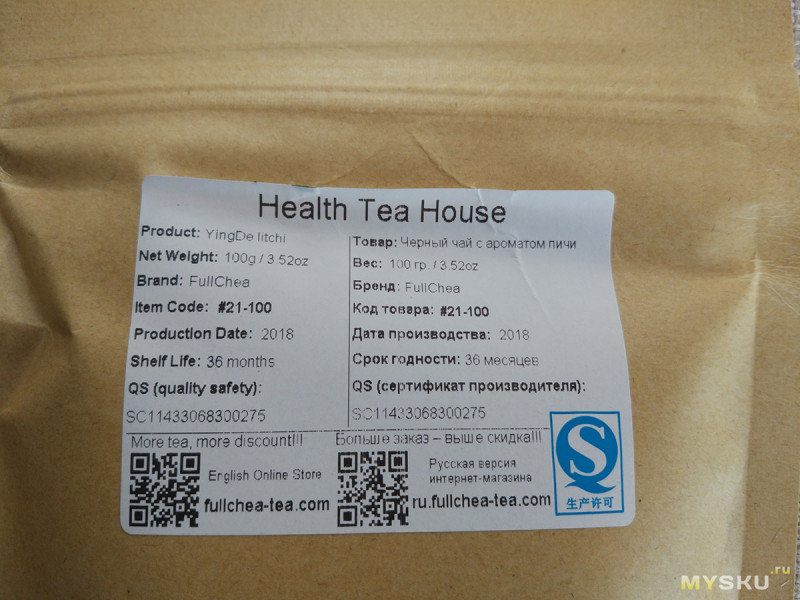 Health Tea House
Product: YingDe litchi
Net Weight: 100g / 3.52oz
Brand: FullChea
Item Code: #21-100
Production Date: 2018
Shelf Life: 36 months
QS (quality safety):
SC11433068300275
Товар: Черный чай с ароматом личи
Вес: 100 гр. / 3.52oz
Бренд: FullChea
Код товара: #21-100
Дата производства: 2018
Срок годности: 36 месяцев
QS (сертификат производителя):
SC11433068300275
More tea, more discount!!!
English Online Store
fullchea-tea.com
Больше заказ – выше скидка!!!
Русская версия
интернет-магазина
ru.fullchea-tea.com
生产许可
MYSKU.ru